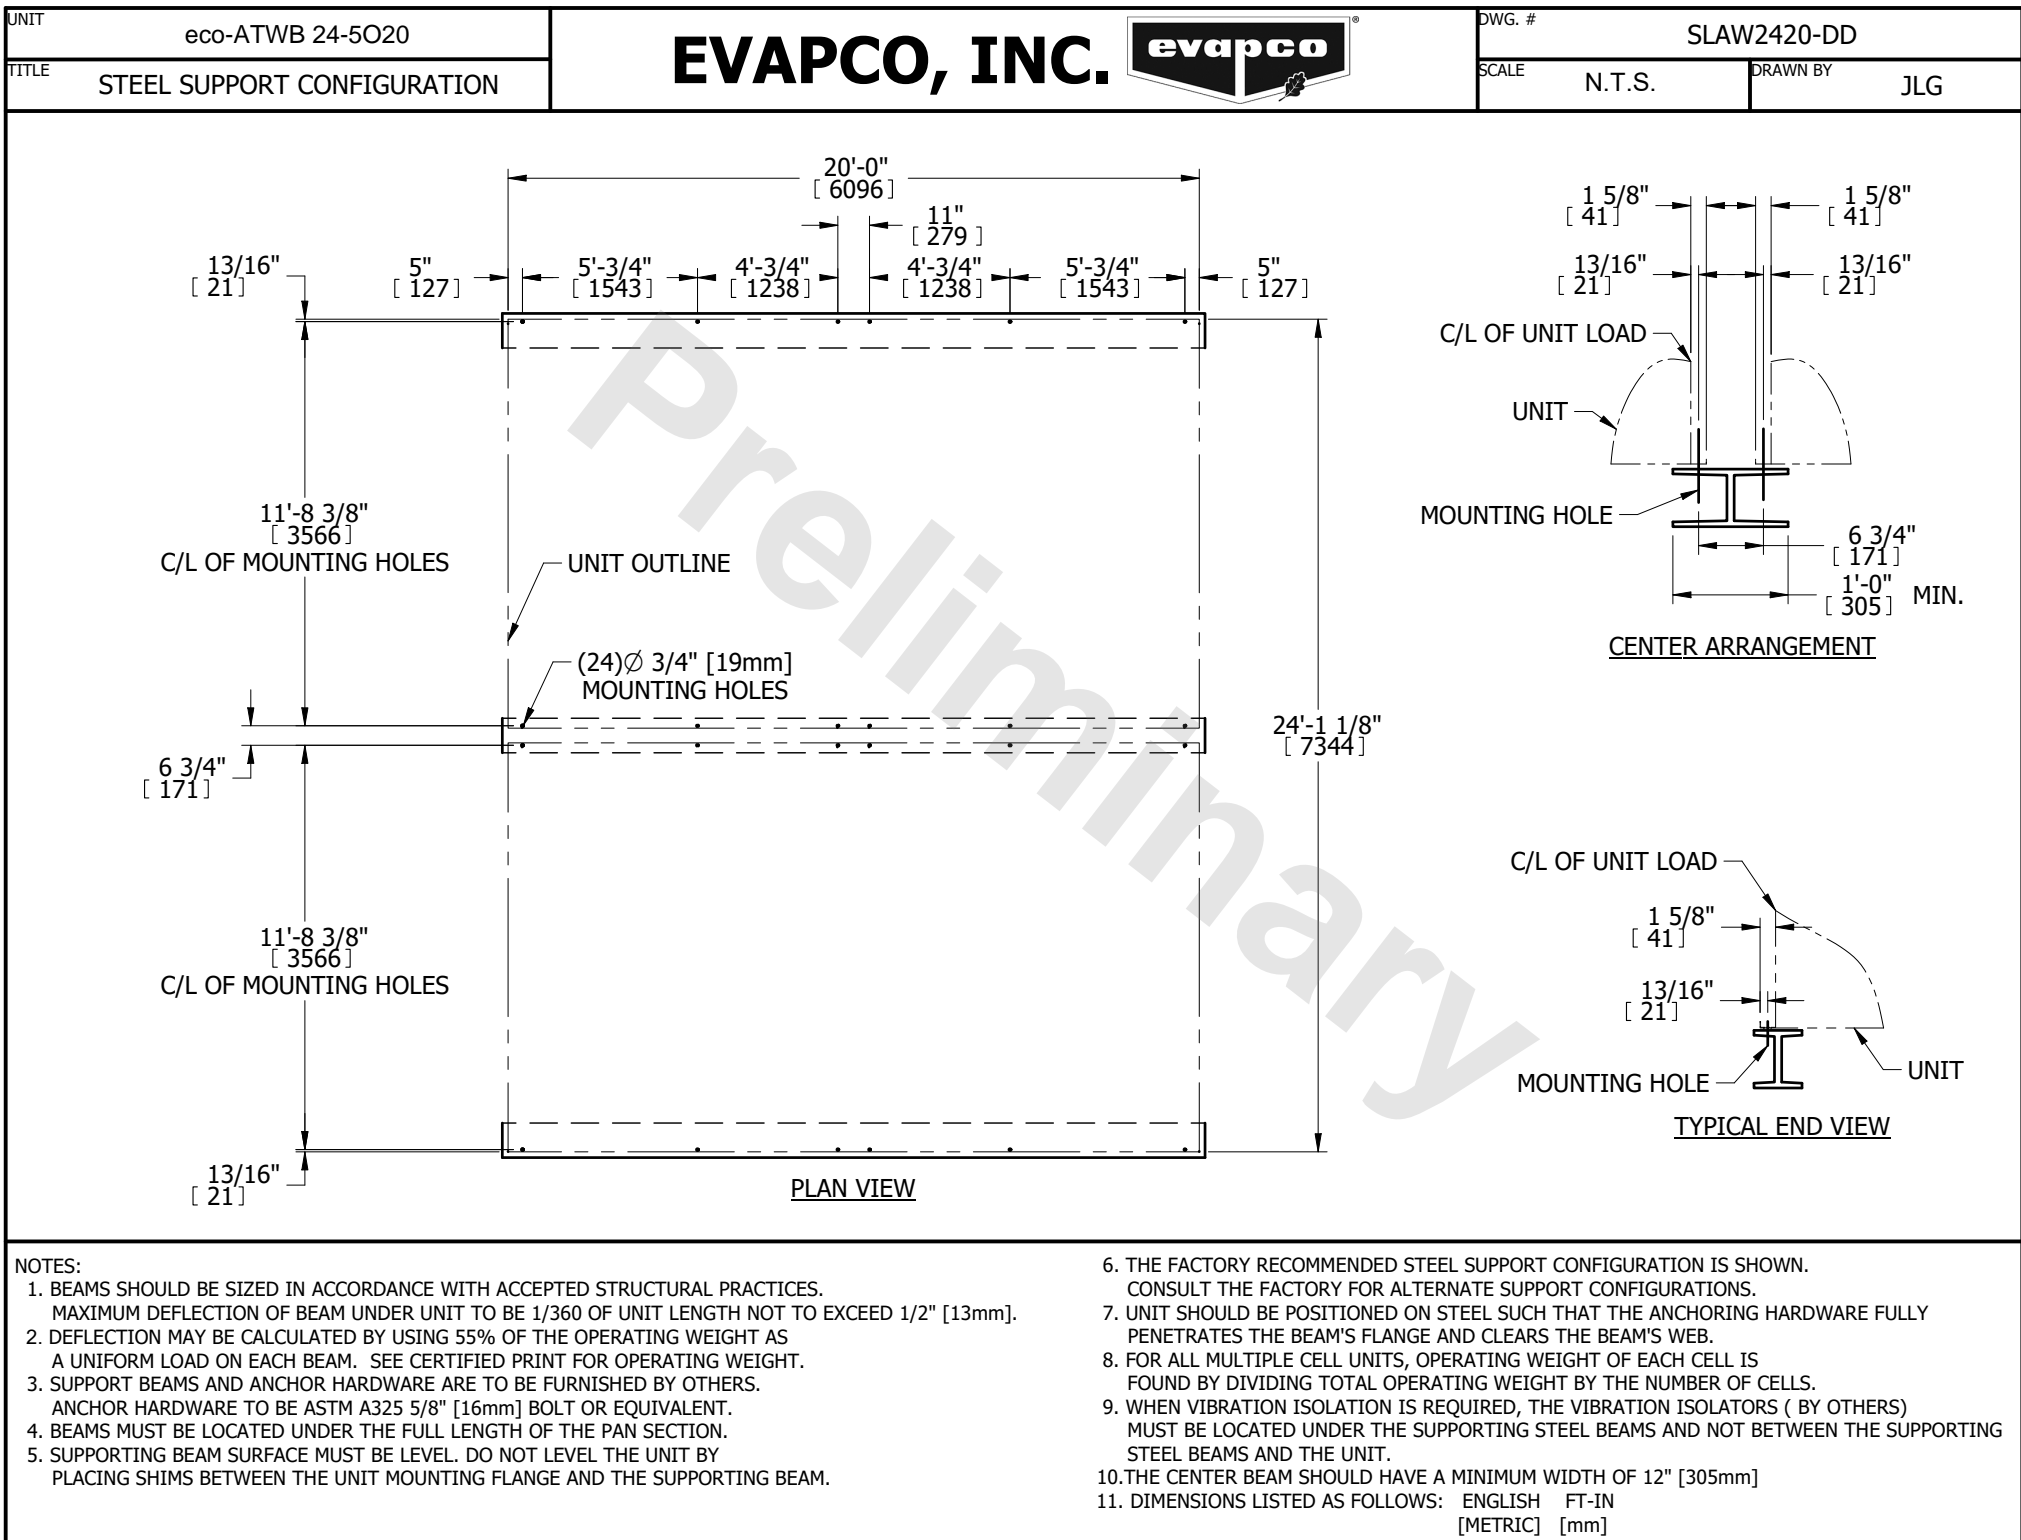 UNIT
eco-ATWB 24-5O20
TITLE
STEEL SUPPORT CONFIGURATION
EVAPCO, INC.
evapco
®
DWG. #
SLAW2420-DD
SCALE
N.T.S.
DRAWN BY
JLG
20'-0"
[ 6096 ]
11"
[ 279 ]
13/16"
[ 21 ]
5"
[ 127 ]
5'-3/4"
[ 1543 ]
4'-3/4"
[ 1238 ]
4'-3/4"
[ 1238 ]
5'-3/4"
[ 1543 ]
5"
[ 127 ]
11'-8 3/8"
[ 3566 ]
C/L OF MOUNTING HOLES
UNIT OUTLINE
(24)Ø 3/4" [19mm]
MOUNTING HOLES
6 3/4"
[ 171 ]
24'-1 1/8"
[ 7344 ]
11'-8 3/8"
[ 3566 ]
C/L OF MOUNTING HOLES
13/16"
[ 21 ]
PLAN VIEW
Preliminary
1 5/8"
[ 41 ]
1 5/8"
[ 41 ]
13/16"
[ 21 ]
13/16"
[ 21 ]
C/L OF UNIT LOAD
UNIT
MOUNTING HOLE
6 3/4"
[ 171 ]
1'-0"
[ 305 ] MIN.
CENTER ARRANGEMENT
C/L OF UNIT LOAD
1 5/8"
[ 41 ]
13/16"
[ 21 ]
MOUNTING HOLE
UNIT
TYPICAL END VIEW
NOTES:
1. BEAMS SHOULD BE SIZED IN ACCORDANCE WITH ACCEPTED STRUCTURAL PRACTICES.
MAXIMUM DEFLECTION OF BEAM UNDER UNIT TO BE 1/360 OF UNIT LENGTH NOT TO EXCEED 1/2" [13mm].
2. DEFLECTION MAY BE CALCULATED BY USING 55% OF THE OPERATING WEIGHT AS
A UNIFORM LOAD ON EACH BEAM. SEE CERTIFIED PRINT FOR OPERATING WEIGHT.
3. SUPPORT BEAMS AND ANCHOR HARDWARE ARE TO BE FURNISHED BY OTHERS.
ANCHOR HARDWARE TO BE ASTM A325 5/8" [16mm] BOLT OR EQUIVALENT.
4. BEAMS MUST BE LOCATED UNDER THE FULL LENGTH OF THE PAN SECTION.
5. SUPPORTING BEAM SURFACE MUST BE LEVEL. DO NOT LEVEL THE UNIT BY
PLACING SHIMS BETWEEN THE UNIT MOUNTING FLANGE AND THE SUPPORTING BEAM.
6. THE FACTORY RECOMMENDED STEEL SUPPORT CONFIGURATION IS SHOWN.
CONSULT THE FACTORY FOR ALTERNATE SUPPORT CONFIGURATIONS.
7. UNIT SHOULD BE POSITIONED ON STEEL SUCH THAT THE ANCHORING HARDWARE FULLY
PENETRATES THE BEAM'S FLANGE AND CLEARS THE BEAM'S WEB.
8. FOR ALL MULTIPLE CELL UNITS, OPERATING WEIGHT OF EACH CELL IS
FOUND BY DIVIDING TOTAL OPERATING WEIGHT BY THE NUMBER OF CELLS.
9. WHEN VIBRATION ISOLATION IS REQUIRED, THE VIBRATION ISOLATORS ( BY OTHERS)
MUST BE LOCATED UNDER THE SUPPORTING STEEL BEAMS AND NOT BETWEEN THE SUPPORTING
STEEL BEAMS AND THE UNIT.
10.THE CENTER BEAM SHOULD HAVE A MINIMUM WIDTH OF 12" [305mm]
11. DIMENSIONS LISTED AS FOLLOWS: ENGLISH FT-IN
[METRIC] [mm]